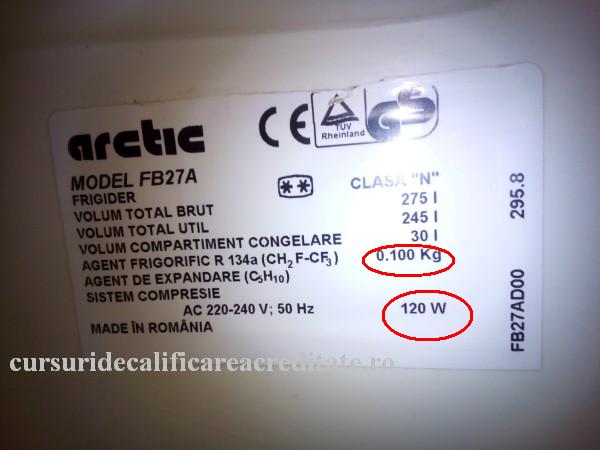 arctic
CE
TÜV
Rheinland
GS
MODEL FB27A
CLASA "N"
FRIGIDER
VOLUM TOTAL BRUT 275 l
VOLUM TOTAL UTIL 245 l
VOLUM COMPARTIMENT CONGELARE 30 l
AGENT FRIGORIFIC R 134a (CH₂F-CF₃) 0.100 Kg
AGENT DE EXPANDARE (C₅H₁₀)
SISTEM COMPRESIE
AC 220-240 V; 50 Hz 120 W
MADE ÎN ROMÂNIA
FB27AD00 295.8
cursuridecalificareacreditate.ro